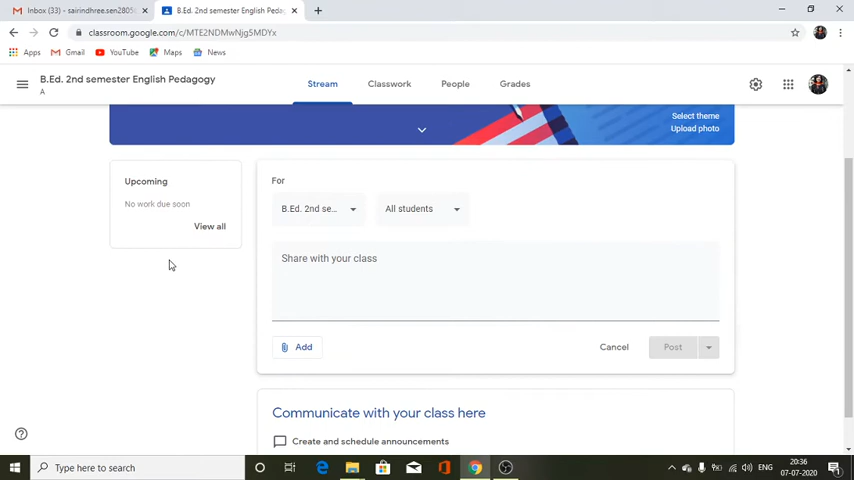 Inbox (33) - sairindhree.sen2805
B.Ed. 2nd semester English Pedago
classroom.google.com/c/MTE2NDMwNjg5MDYx
Apps
Gmail
YouTube
Maps
News
B.Ed. 2nd semester English Pedagogy
A
Stream
Classwork
People
Grades
Select theme
Upload photo
Upcoming
No work due soon
View all
For
B.Ed. 2nd se...
All students
Share with your class
Add
Cancel
Post
Communicate with your class here
Create and schedule announcements
Type here to search
ENG
20:36
07-07-2020